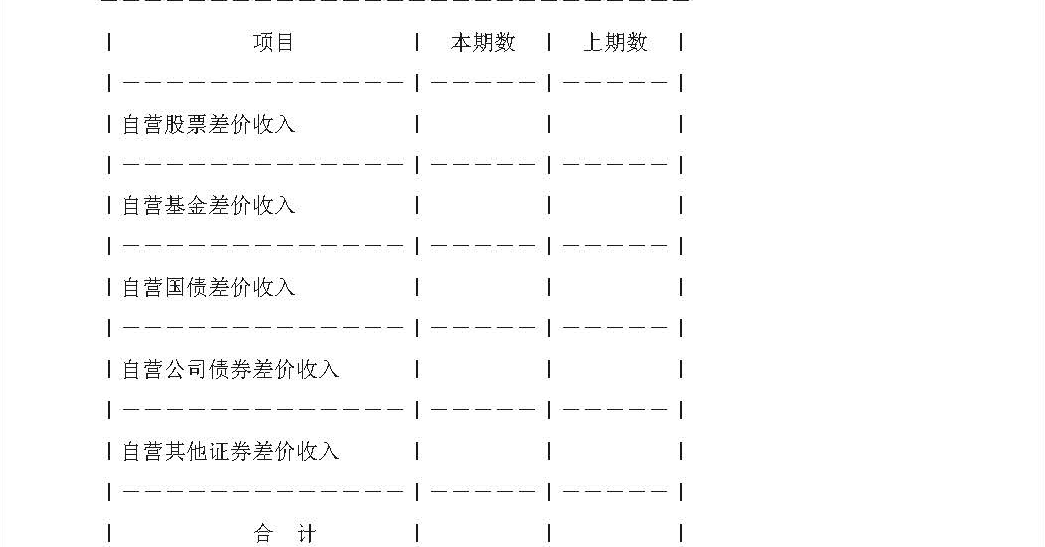 项目 本期数 上期数
自营股票差价收入
自营基金差价收入
自营国债差价收入
自营公司债券差价收入
自营其他证券差价收入
合 计